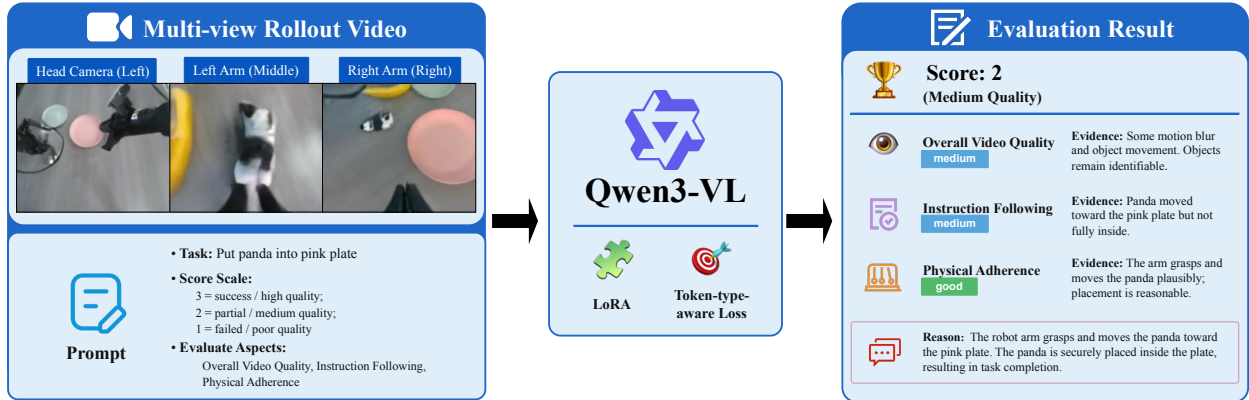 Multi-view Rollout Video
Head Camera (Left)
Left Arm (Middle)
Right Arm (Right)
Prompt
• Task: Put panda into pink plate
• Score Scale:
3 = success / high quality;
2 = partial / medium quality;
1 = failed / poor quality
• Evaluate Aspects:
Overall Video Quality, Instruction Following,
Physical Adherence
Qwen3-VL
LoRA
Token-type-
aware Loss
Evaluation Result
Score: 2
(Medium Quality)
Overall Video Quality
medium
Evidence: Some motion blur
and object movement. Objects
remain identifiable.
Instruction Following
medium
Evidence: Panda moved
toward the pink plate but not
fully inside.
Physical Adherence
good
Evidence: The arm grasps and
moves the panda plausibly;
placement is reasonable.
Reason: The robot arm grasps and moves the panda toward
the pink plate. The panda is securely placed inside the plate,
resulting in task completion.